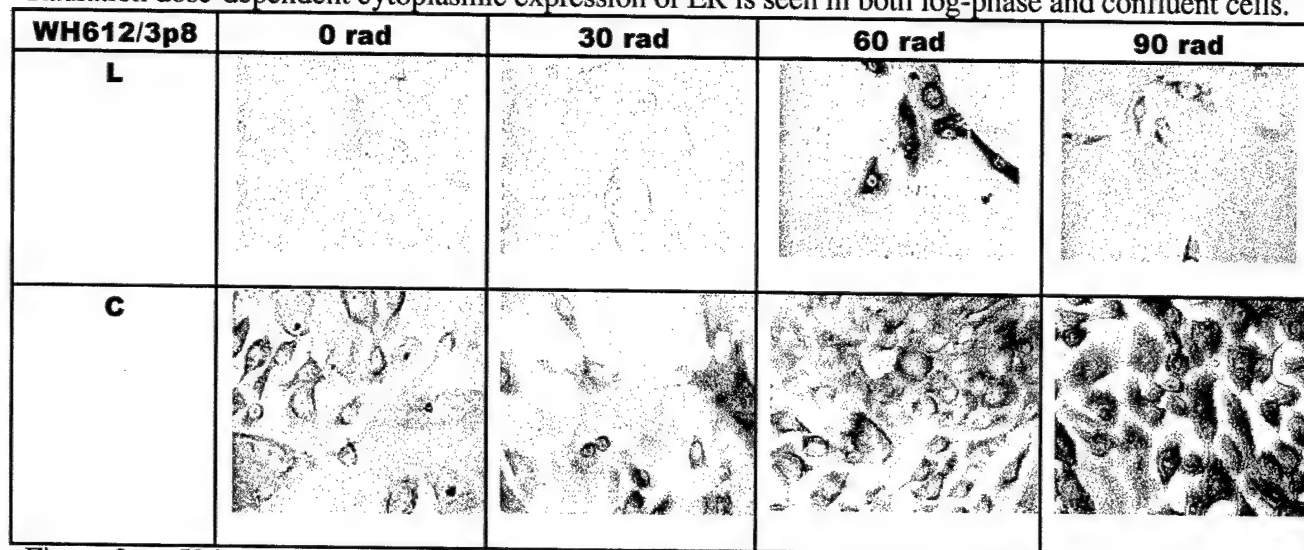 dose-dependent cytoplasmic expression of ER is seen in both log-phase and confluent cells.
WH612/3p8 0 rad 30 rad 60 rad 90 rad
L
C